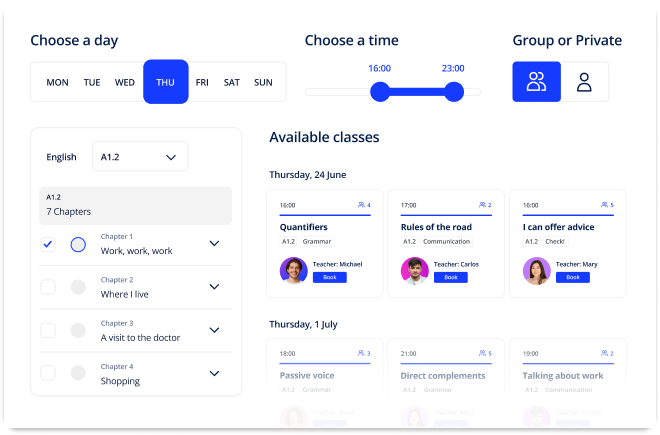 Choose a day
Choose a time
Group or Private
16:00 23:00
MON TUE WED THU FRI SAT SUN
English A1.2
A1.2
7 Chapters
Chapter 1
Work, work, work
Chapter 2
Where I live
Chapter 3
A visit to the doctor
Chapter 4
Shopping
Available classes
Thursday, 24 June
16:00 4
Quantifiers
A1.2 Grammar
Teacher: Michael
Book
17:00 2
Rules of the road
A1.2 Communication
Teacher: Carlos
Book
16:00 5
I can offer advice
A1.2 Check!
Teacher: Mary
Book
Thursday, 1 July
18:00 3
Passive voice
A1.2 Grammar
21:00 5
Direct complements
A1.2 Grammar
19:00 2
Talking about work
A1.2 Communication